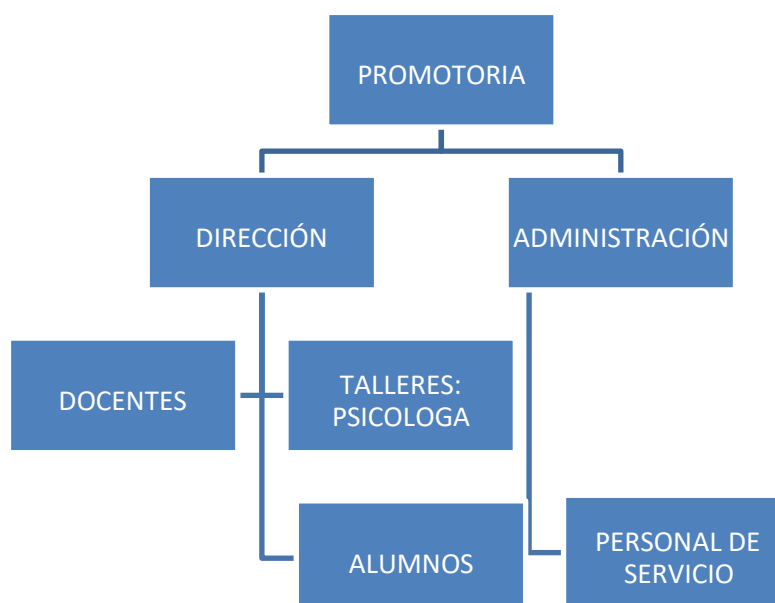 PROMOTORIA
DIRECCIÓN
ADMINISTRACIÓN
DOCENTES
TALLERES:
PSICOLOGA
ALUMNOS
PERSONAL DE
SERVICIO